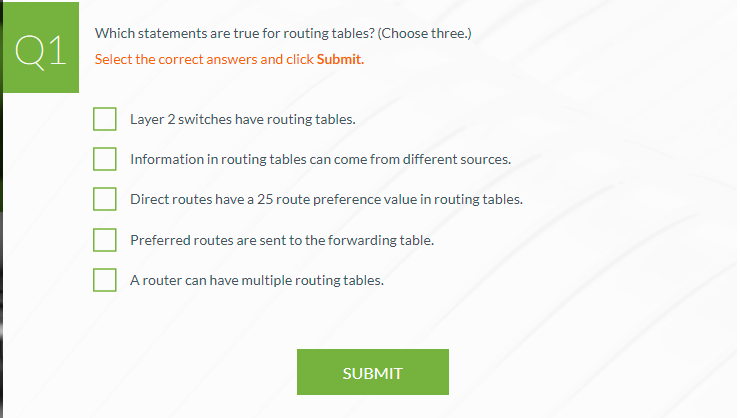 Q1
Which statements are true for routing tables? (Choose three.)
Select the correct answers and click Submit.
Layer 2 switches have routing tables.
Information in routing tables can come from different sources.
Direct routes have a 25 route preference value in routing tables.
Preferred routes are sent to the forwarding table.
A router can have multiple routing tables.
SUBMIT